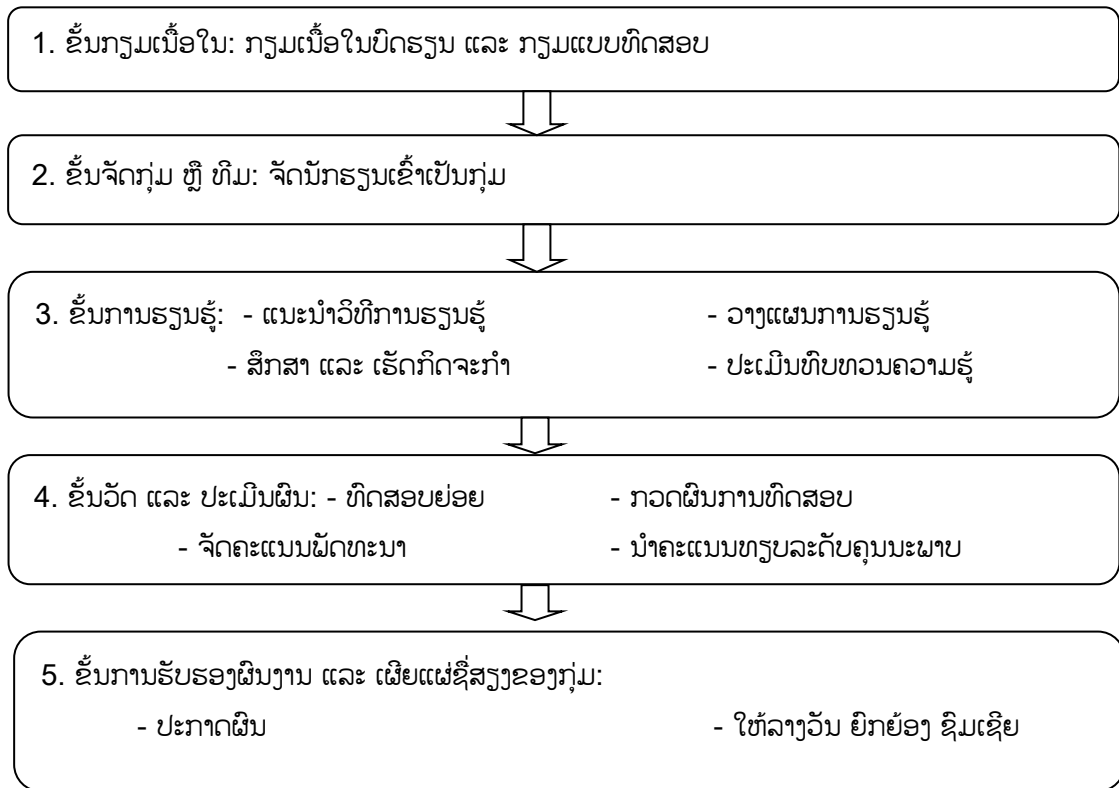 1. ຂັ້ນກຽມເນື້ອໃນ: ກຽມເນື້ອໃນບົດຮຽນ ແລະ ກຽມແບບທົດສອບ
2. ຂັ້ນຈັດກຸ່ມ ຫຼື ທີມ: ຈັດນັກຮຽນເຂົ້າເປັນກຸ່ມ
3. ຂັ້ນການຮຽນຮູ້: - ແນະນໍາວິທີການຮຽນຮູ້ - ວາງແຜນການຮຽນຮູ້
- ສຶກສາ ແລະ ເຮັດກິດຈະກໍາ - ປະເມີນທົບທວນຄວາມຮູ້
4. ຂັ້ນວັດ ແລະ ປະເມີນຜົນ: - ທົດສອບຍ່ອຍ - ກວດຜົນການທົດສອບ
- ຈັດຄະແນນພັດທະນາ - ນໍາຄະແນນທຽບລະດັບຄຸນນະພາບ
5. ຂັ້ນການຮັບຮອງຜົນງານ ແລະ ເຜີຍແຜ່ຊື່ສຽງຂອງກຸ່ມ:
- ປະກາດຜົນ - ໃຫ້ລາງວັນ ຍົກຍ້ອງ ຊົມເຊີຍ